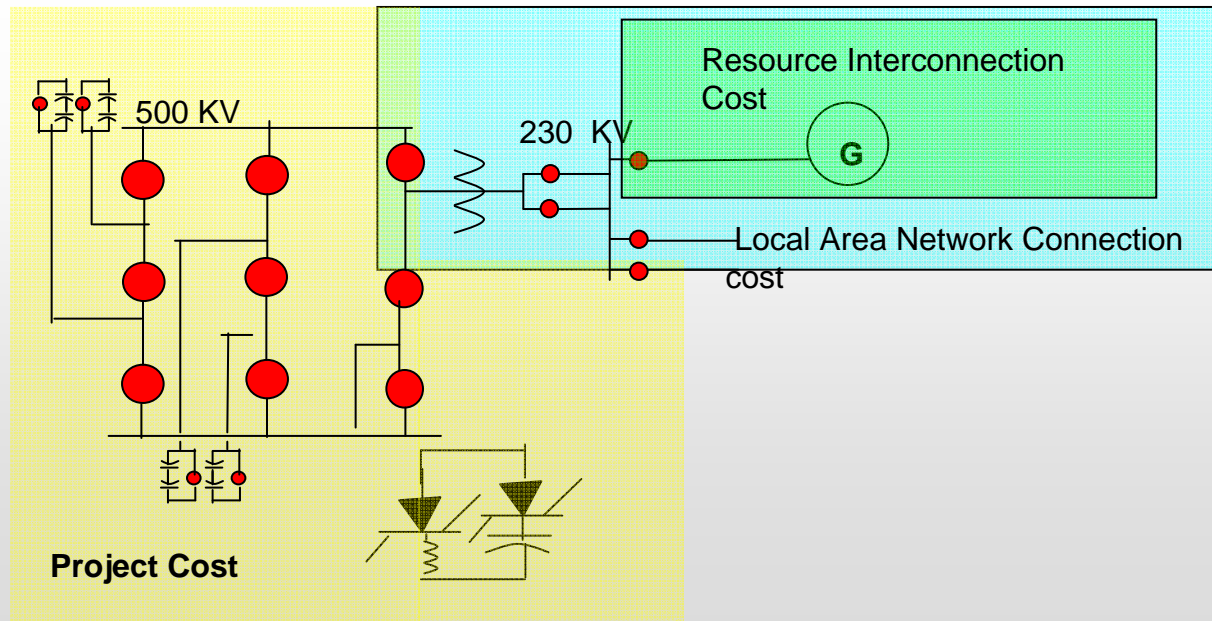 Resource Interconnection
Cost
500 KV
230 KV
G
Local Area Network Connection
cost
Project Cost